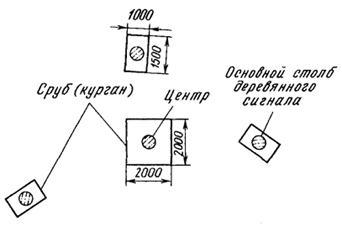 1000
1500
Основной столб
деревянного
сигнала
Сруб (курган)
Центр
2000
2000